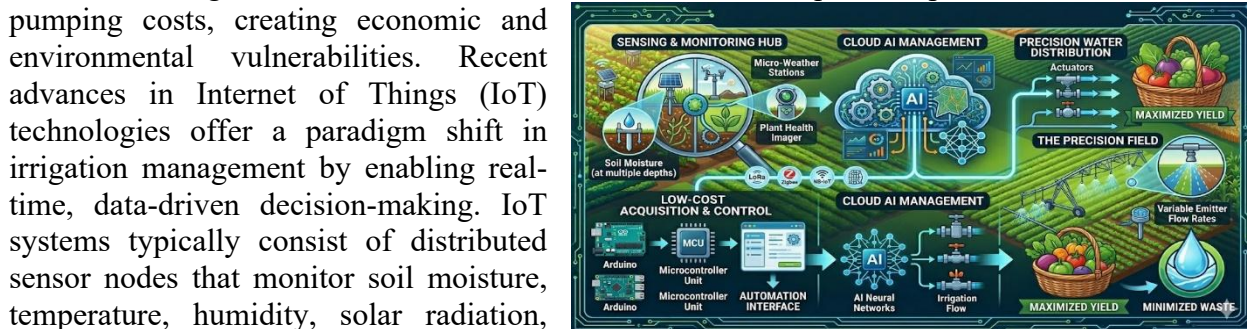 pumping costs, creating economic and
environmental vulnerabilities. Recent
advances in Internet of Things (IoT)
technologies offer a paradigm shift in
irrigation management by enabling real-
time, data-driven decision-making. IoT
systems typically consist of distributed
sensor nodes that monitor soil moisture,
temperature, humidity, solar radiation,
SENSING & MONITORING HUB
Micro-Weather
Stations
Plant Health
Imager
Soil Moisture
(at multiple depths)
CLOUD AI MANAGEMENT
AI
PRECISION WATER
DISTRIBUTION
Actuators
MAXIMIZED YIELD
THE PRECISION FIELD
Variable Emitter
Flow Rates
LoRa
Zigbee
NB-IoT
LOW-COST
ACQUISITION & CONTROL
Arduino
MCU
Microcontroller
Unit
Arduino
Microcontroller
Unit
AUTOMATION
INTERFACE
CLOUD AI MANAGEMENT
AI
AI Neural
Networks
Irrigation
Flow
MAXIMIZED YIELD
MINIMIZED WASTE